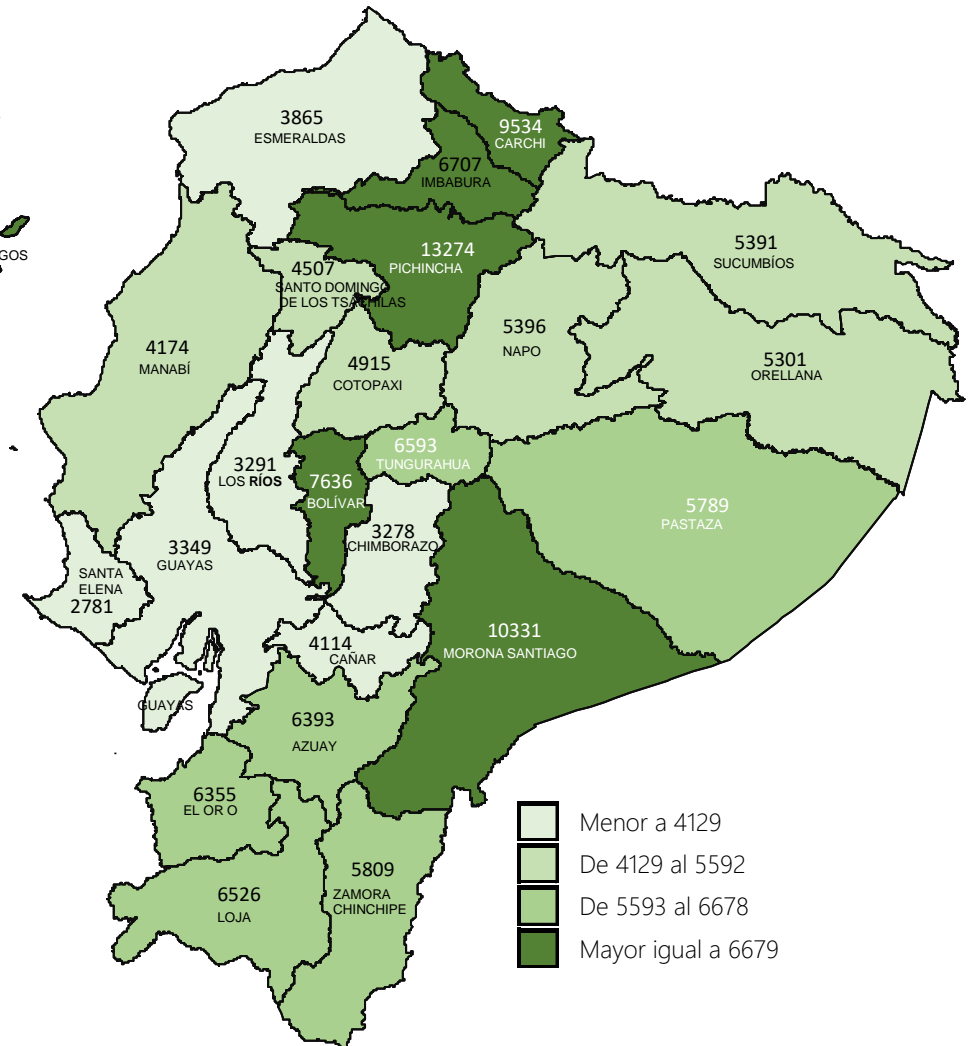 3865
ESMERALDAS
9534
CARCHI
6707
IMBABURA
GOS
13274
PICHINCHA
5391
SUCUMBÍOS
4507
SANTO DOMINGO
DE LOS TSACHILAS
5396
NAPO
4174
MANABÍ
4915
COTOPAXI
5301
ORELLANA
6593
TUNGURAHUA
3291
LOS RÍOS
7636
BOLÍVAR
5789
PASTAZA
3278
CHIMBORAZO
3349
GUAYAS
SANTA
ELENA
2781
10331
MORONA SANTIAGO
4114
CAÑAR
GUAYAS
6393
AZUAY
6355
EL OR O
5809
ZAMORA
CHINCHIPE
6526
LOJA
Menor a 4129
De 4129 al 5592
De 5593 al 6678
Mayor igual a 6679